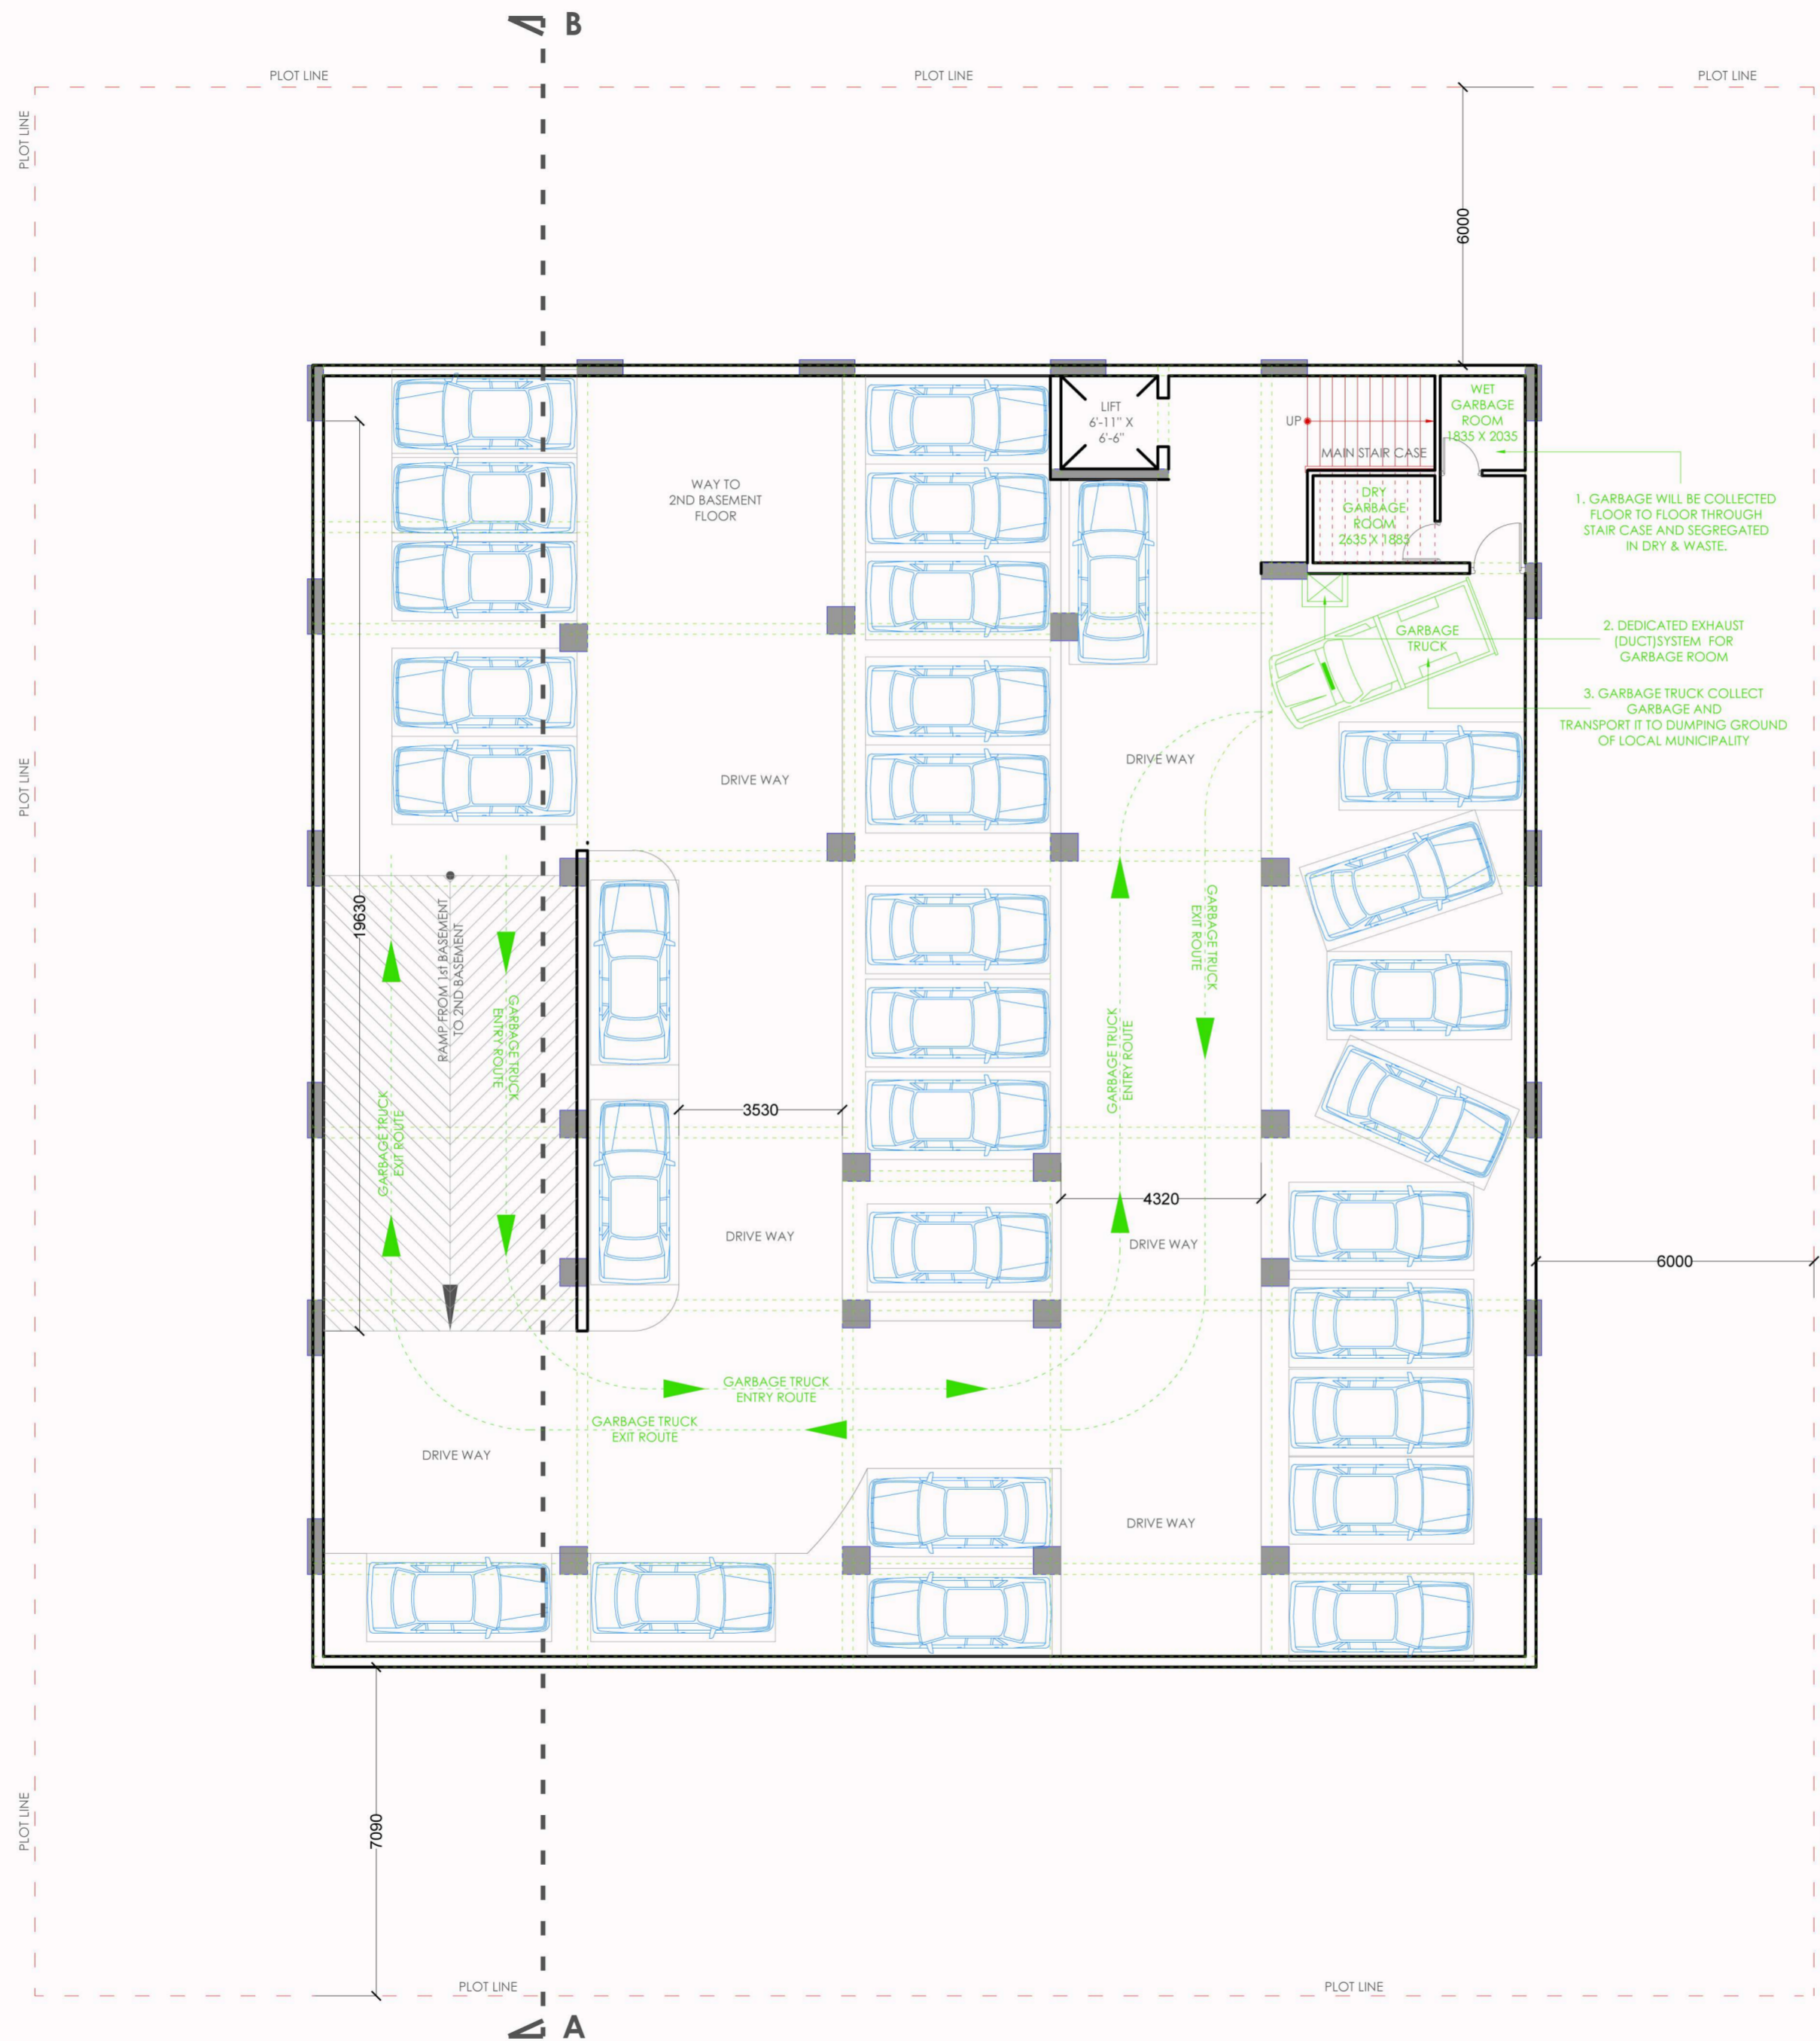 B
PLOT LINE
PLOT LINE
PLOT LINE
PLOT LINE
6000
LIFT
6'-11" X
6'-6"
UP
MAIN STAIR CASE
WET
GARBAGE
ROOM
1835 X 2035
DRY
GARBAGE
ROOM
2635 X 1885
WAY TO
2ND BASEMENT
FLOOR
1. GARBAGE WILL BE COLLECTED
FLOOR TO FLOOR THROUGH
STAIR CASE AND SEGREGATED
IN DRY & WASTE.
GARBAGE
TRUCK
2. DEDICATED EXHAUST
(DUCT)SYSTEM FOR
GARBAGE ROOM
3. GARBAGE TRUCK COLLECT
GARBAGE AND
TRANSPORT IT TO DUMPING GROUND
OF LOCAL MUNICIPALITY
PLOT LINE
DRIVE WAY
DRIVE WAY
19630
RAMP FROM 1st BASEMENT
TO 2ND BASEMENT
GARBAGE TRUCK
ENTRY ROUTE
GARBAGE TRUCK
EXIT ROUTE
GARBAGE TRUCK
ENTRY ROUTE
GARBAGE TRUCK
EXIT ROUTE
3530
4320
DRIVE WAY
DRIVE WAY
6000
GARBAGE TRUCK
ENTRY ROUTE
GARBAGE TRUCK
EXIT ROUTE
DRIVE WAY
DRIVE WAY
PLOT LINE
7090
PLOT LINE
PLOT LINE
A